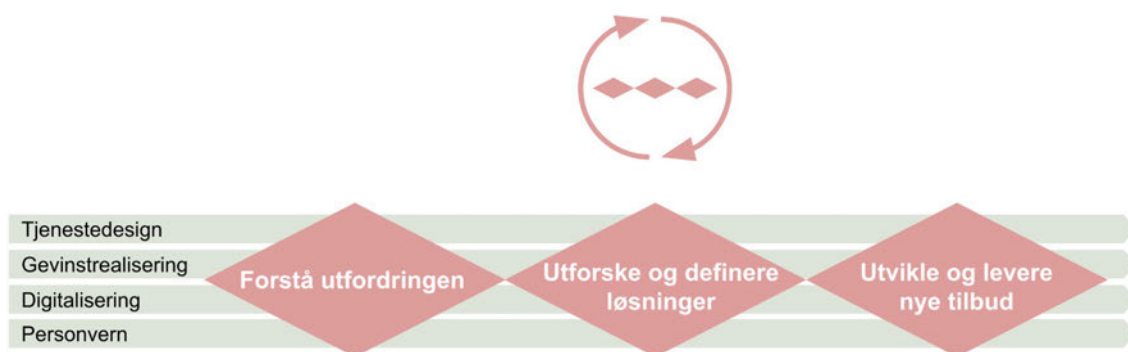 Tjenestedesign
Gevinstrealisering
Digitalisering
Personvern
Forstå utfordringen
Utforske og definere
løsninger
Utvikle og levere
nye tilbud